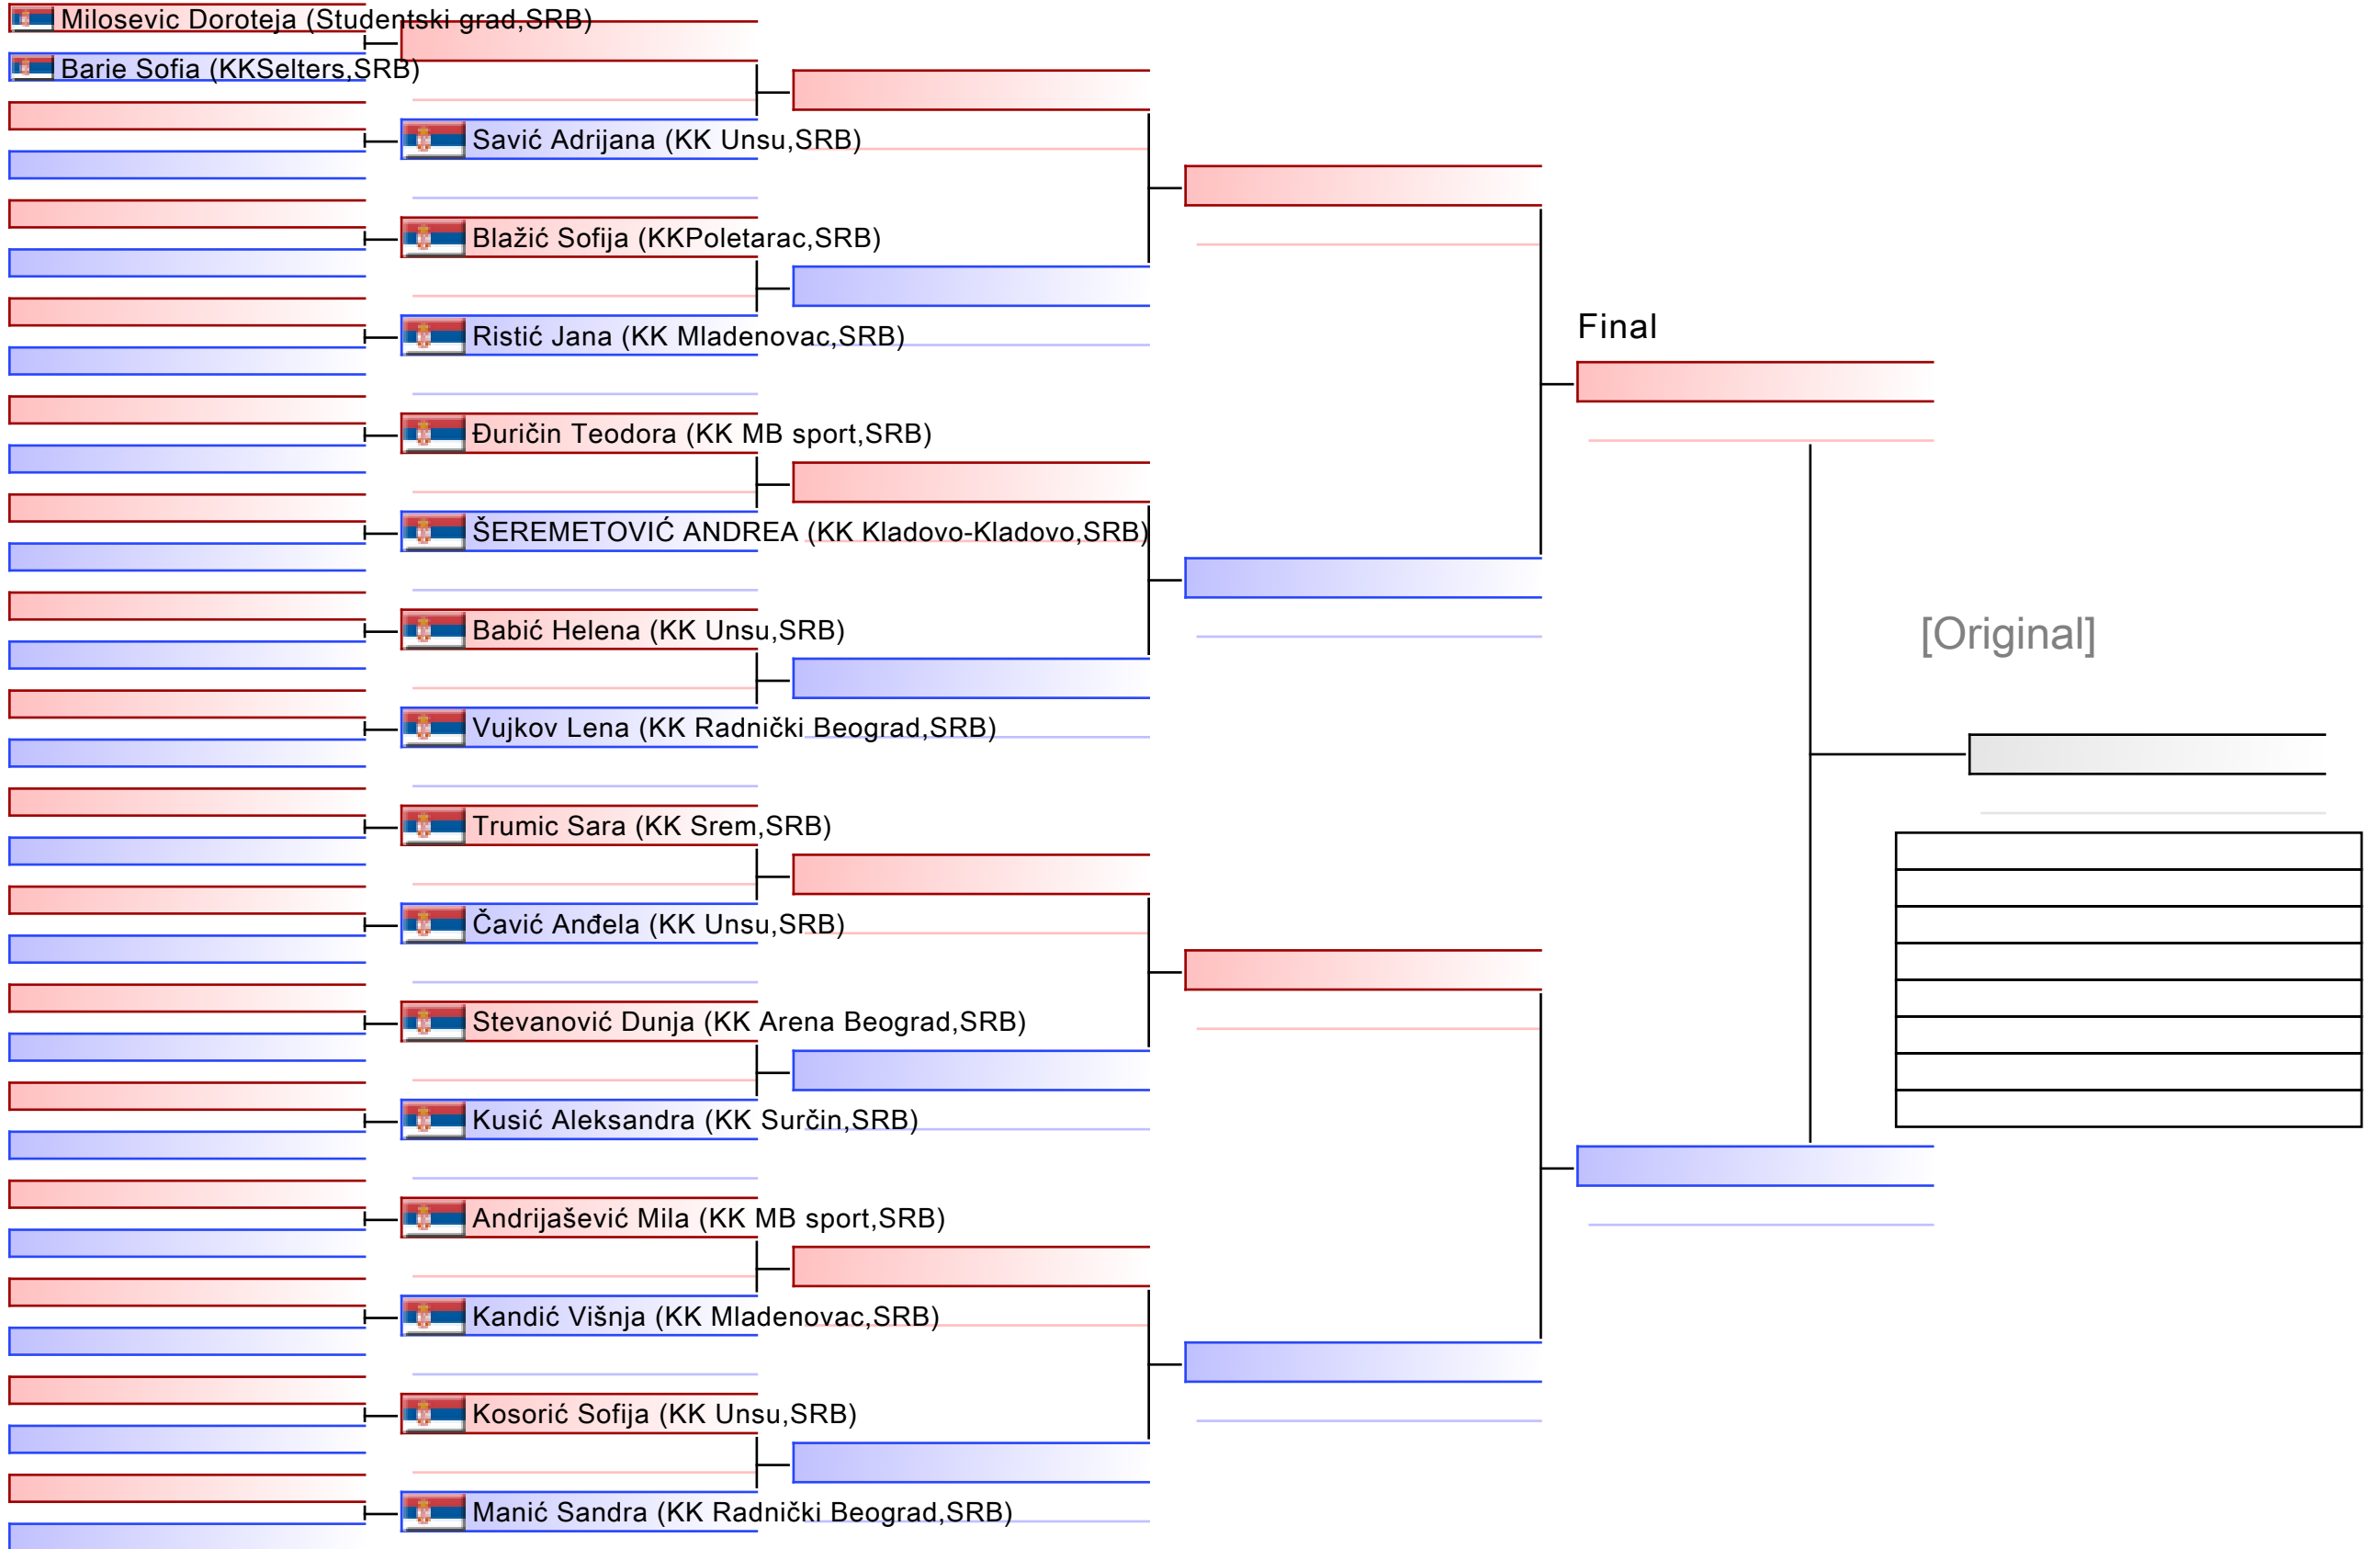 Milosevic Doroteja (Studentski grad,SRB)
Barie Sofia (KKSelters,SRB)
Savić Adrijana (KK Unsu,SRB)
Blažić Sofija (KKPoletarac,SRB)
Ristić Jana (KK Mladenovac,SRB)
Final
Đuričin Teodora (KK MB sport,SRB)
ŠEREMETOVIĆ ANDREA (KK Kladovo-Kladovo,SRB)
Babić Helena (KK Unsu,SRB)
[Original]
Vujkov Lena (KK Radnički Beograd,SRB)
Trumic Sara (KK Srem,SRB)
Čavić Anđela (KK Unsu,SRB)
Stevanović Dunja (KK Arena Beograd,SRB)
Kusić Aleksandra (KK Surčin,SRB)
Andrijašević Mila (KK MB sport,SRB)
Kandić Višnja (KK Mladenovac,SRB)
Kosorić Sofija (KK Unsu,SRB)
Manić Sandra (KK Radnički Beograd,SRB)